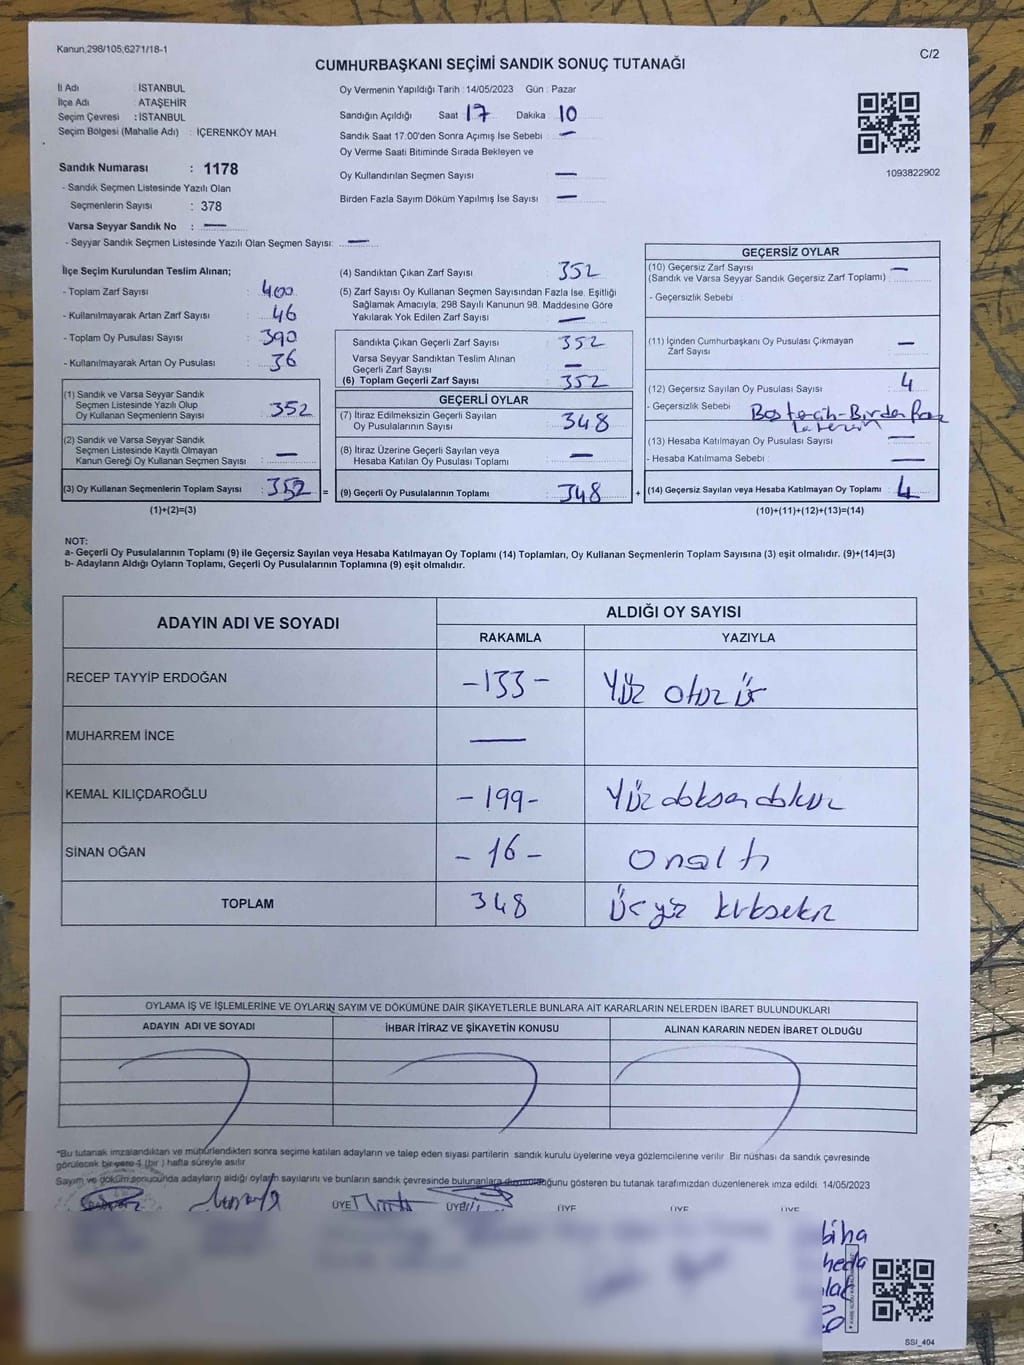 Kanun,298/105,6271/18-1
C/2
CUMHURBAŞKANI SEÇİMİ SANDIK SONUÇ TUTANAĞI
İl Adı : İSTANBUL
İlçe Adı : ATAŞEHİR
Seçim Çevresi : İSTANBUL
Seçim Bölgesi (Mahalle Adı) : İÇERENKÖY MAH.
Oy Vermenin Yapıldığı Tarih :14/05/2023 Gün : Pazar
Sandığın Açıldığı Saat 17 Dakika 10
Sandık Saat 17.00'den Sonra Açımış İse Sebebi : —
Oy Verme Saati Bitiminde Sırada Bekleyen ve
Oy Kullandırılan Seçmen Sayısı —
Birden Fazla Sayım Döküm Yapılmış İse Sayısı —
1093822902
Sandık Numarası : 1178
- Sandık Seçmen Listesinde Yazılı Olan
Seçmenlerin Sayısı : 378
Varsa Seyyar Sandık No : —
- Seyyar Sandık Seçmen Listesinde Yazılı Olan Seçmen Sayısı: —
İlçe Seçim Kurulundan Teslim Alınan;
- Toplam Zarf Sayısı : 400
- Kullanılmayarak Artan Zarf Sayısı : 46
- Toplam Oy Pusulası Sayısı : 390
- Kullanılmayarak Artan Oy Pusulası : 36
(1) Sandık ve Varsa Seyyar Sandık
Seçmen Listesinde Yazılı Olup
Oy Kullanan Seçmenlerin Sayısı : 352
(2) Sandık ve Varsa Seyyar Sandık
Seçmen Listesinde Kayıtlı Olmayan
Kanun Gereği Oy Kullanan Seçmen Sayısı : —
(3) Oy Kullanan Seçmenlerin Toplam Sayısı : 352 =
(1)+(2)=(3)
(4) Sandıktan Çıkan Zarf Sayısı : 352
(5) Zarf Sayısı Oy Kullanan Seçmen Sayısından Fazla İse, Eşitliği
Sağlamak Amacıyla, 298 Sayılı Kanunun 98. Maddesine Göre
Yakılarak Yok Edilen Zarf Sayısı : —
Sandıkta Çıkan Geçerli Zarf Sayısı : 352
Varsa Seyyar Sandıktan Teslim Alınan
Geçerli Zarf Sayısı : —
(6) Toplam Geçerli Zarf Sayısı : 352
GEÇERLİ OYLAR
(7) İtiraz Edilmeksizin Geçerli Sayılan
Oy Pusulalarının Sayısı : 348
(8) İtiraz Üzerine Geçerli Sayılan veya
Hesaba Katılan Oy Pusulası Toplamı : —
(9) Geçerli Oy Pusulalarının Toplamı : 348 +
GEÇERSİZ OYLAR
(10) Geçersiz Zarf Sayısı : —
(Sandık ve Varsa Seyyar Sandık Geçersiz Zarf Toplamı)
- Geçersizlik Sebebi :
(11) İçinden Cumhurbaşkanı Oy Pusulası Çıkmayan
Zarf Sayısı : —
(12) Geçersiz Sayılan Oy Pusulası Sayısı : 4
- Geçersizlik Sebebi : Bos tercih-Birden faz
la tercih
(13) Hesaba Katılmayan Oy Pusulası Sayısı : —
- Hesaba Katılmama Sebebi : —
(14) Geçersiz Sayılan veya Hesaba Katılmayan Oy Toplamı : 4
(10)+(11)+(12)+(13)=(14)
NOT:
a- Geçerli Oy Pusulalarının Toplamı (9) ile Geçersiz Sayılan veya Hesaba Katılmayan Oy Toplamı (14) Toplamları, Oy Kullanan Seçmenlerin Toplam Sayısına (3) eşit olmalıdır. (9)+(14)=(3)
b- Adayların Aldığı Oyların Toplamı, Geçerli Oy Pusulalarının Toplamına (9) eşit olmalıdır.
ADAYIN ADI VE SOYADI
ALDIĞI OY SAYISI
RAKAMLA YAZIYLA
RECEP TAYYİP ERDOĞAN -133- Yüz otuz üç
MUHARREM İNCE —
KEMAL KILIÇDAROĞLU -199- Yüz doksan dokuz
SİNAN OĞAN -16- Onaltı
TOPLAM 348 Üçyüz kırksekiz
OYLAMA İŞ VE İŞLEMLERİNE VE OYLARIN SAYIM VE DÖKÜMÜNE DAİR ŞİKAYETLERLE BUNLARA AİT KARARLARIN NELERDEN İBARET BULUNDUKLARI
ADAYIN ADI VE SOYADI İHBAR İTİRAZ VE ŞİKAYETİN KONUSU ALINAN KARARIN NEDEN İBARET OLDUĞU
*Bu tutanak imzalandıktan ve mühürlendikten sonra seçime katılan adayların ve talep eden siyasi partilerin sandık kurulu üyelerine veya gözlemcilerine verilir. Bir nüshası da sandık çevresinde
görülecek bir yere 1 (bir ) hafta süreyle asılır
Sayım ve döküm sonucunda adayların aldığı oyların sayılarını ve bunların sandık çevresinde bulunanlara duyurulduğunu gösteren bu tutanak tarafımızdan düzenlenerek imza edildi. 14/05/2023
ÜYE ÜYE ÜYE ÜYE ÜYE
biha
heda
SSI_404